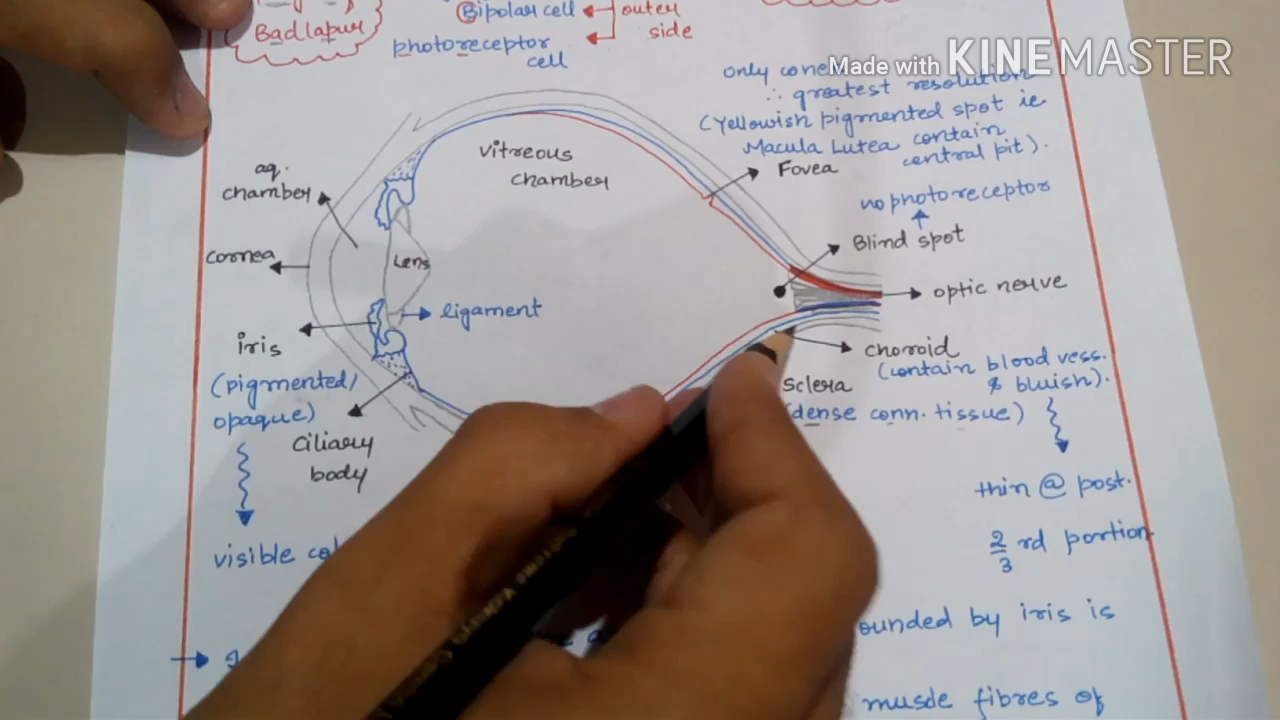 Badlapur
Bipolar cell
outer
side
photoreceptor
cell
Made with KINEMASTER
only cone
∴ greatest resolution
(Yellowish pigmented spot ie
Macula Lutea contain
central pit).
vitreous
chamber
aq.
chamber
Fovea
no photoreceptor
Blind spot
cornea
Lens
optic nerve
ligament
iris
choroid
(contain blood vess.
& bluish).
(pigmented/
opaque)
sclera
dense conn. tissue)
ciliary
body
thin @ post.
2/3 rd portion
visible
ounded by iris is
muscle fibres of